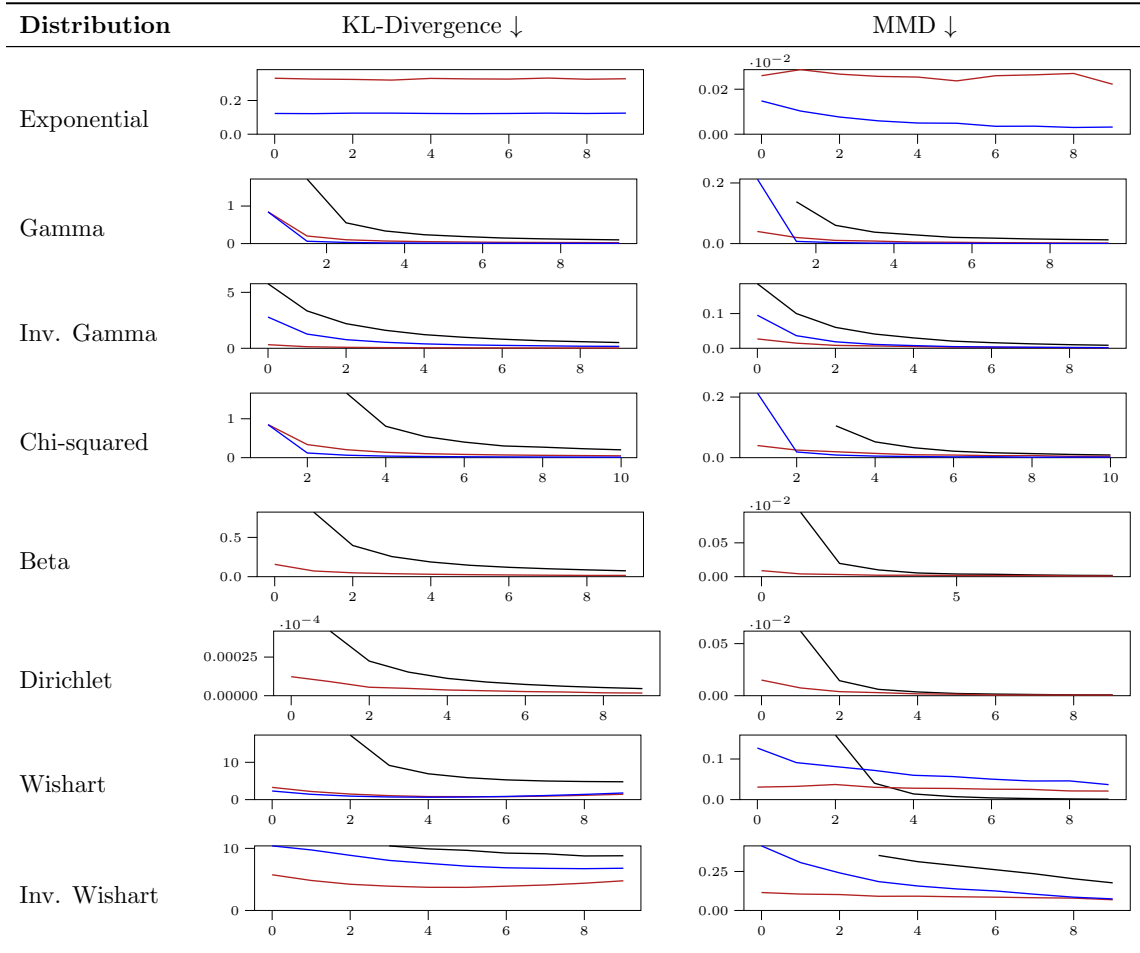 Distribution KL-Divergence ↓ MMD ↓
Exponential
0.2
0.0
0 2 4 6 8
·10⁻²
0.02
0.00
0 2 4 6 8
Gamma
1
0
2 4 6 8
0.2
0.0
2 4 6 8
Inv. Gamma
5
0
0 2 4 6 8
0.1
0.0
0 2 4 6 8
Chi-squared
1
0
2 4 6 8 10
0.2
0.0
2 4 6 8 10
Beta
0.5
0.0
0 2 4 6 8
·10⁻²
0.05
0.00
0 5
Dirichlet
·10⁻⁴
0.00025
0.00000
0 2 4 6 8
·10⁻²
0.05
0.00
0 2 4 6 8
Wishart
10
0
0 2 4 6 8
0.1
0.0
0 2 4 6 8
Inv. Wishart
10
0
0 2 4 6 8
0.25
0.00
0 2 4 6 8